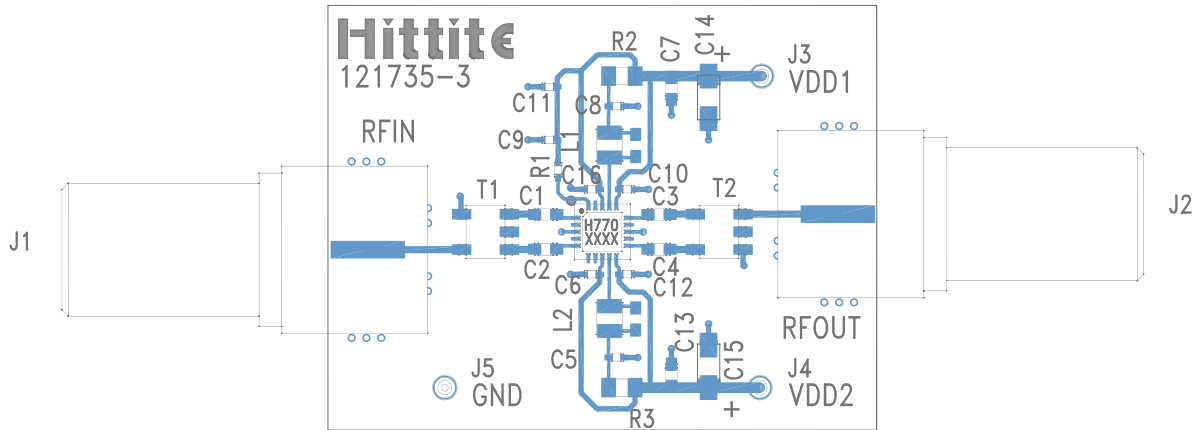 Hittite
121735-3
R2
C7
C14
+
J3
VDD1
C11
C8
RFIN
C9
L1
R1
C16
C10
T1
C1
C3
T2
J2
J1
H770
XXXX
C2
C4
C6
C12
L2
C13
RFOUT
C5
C15
J5
GND
J4
VDD2
+
R3